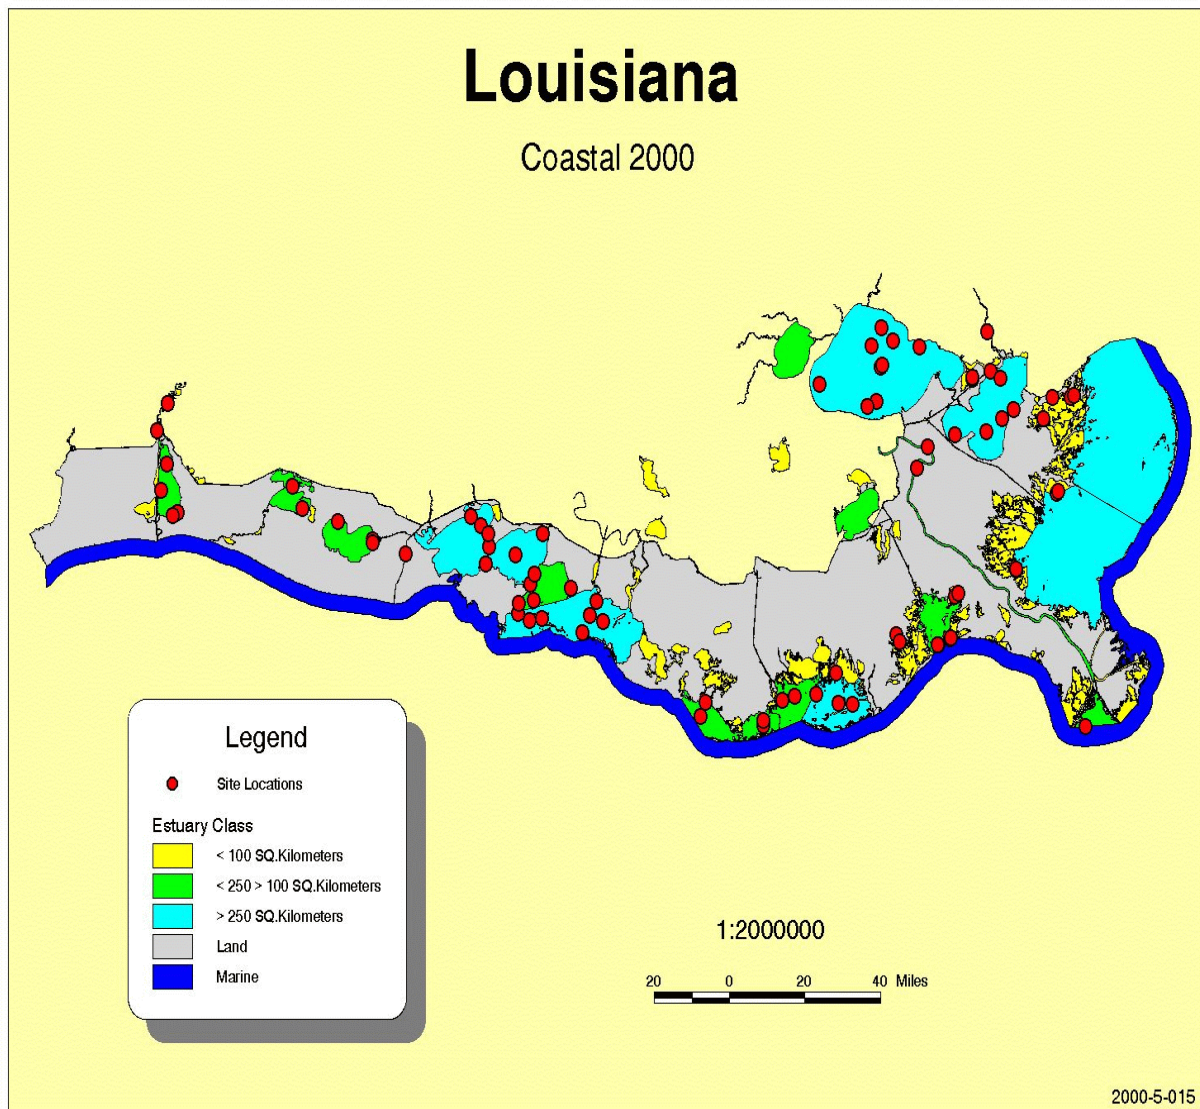 Louisiana
Coastal 2000
Legend
Site Locations
Estuary Class
< 100 SQ.Kilometers
< 250 > 100 SQ.Kilometers
> 250 SQ.Kilometers
Land
Marine
1:2000000
20 0 20 40 Miles
2000-5-015